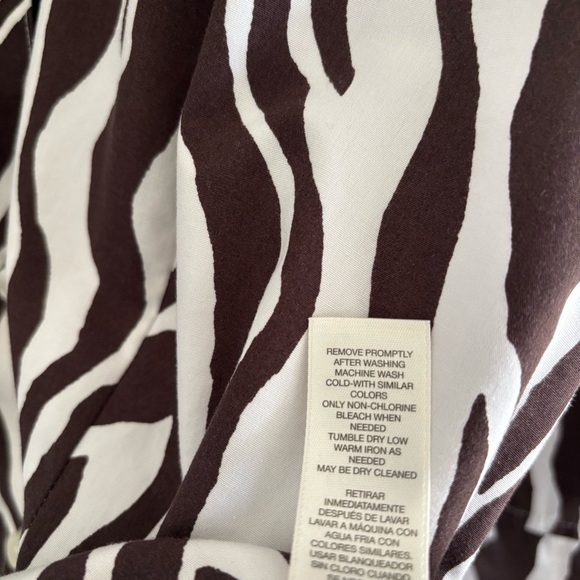 REMOVE PROMPTLY
AFTER WASHING
MACHINE WASH
COLD-WITH SIMILAR
COLORS
ONLY NON-CHLORINE
BLEACH WHEN
NEEDED
TUMBLE DRY LOW
WARM IRON AS
NEEDED
MAY BE DRY CLEANED
RETIRAR
INMEDIATAMENTE
DESPUÉS DE LAVAR
LAVAR A MÁQUINA CON
AGUA FRIA CON
COLORES SIMILARES.
USAR BLANQUEADOR
SIN CLORO CUANDO